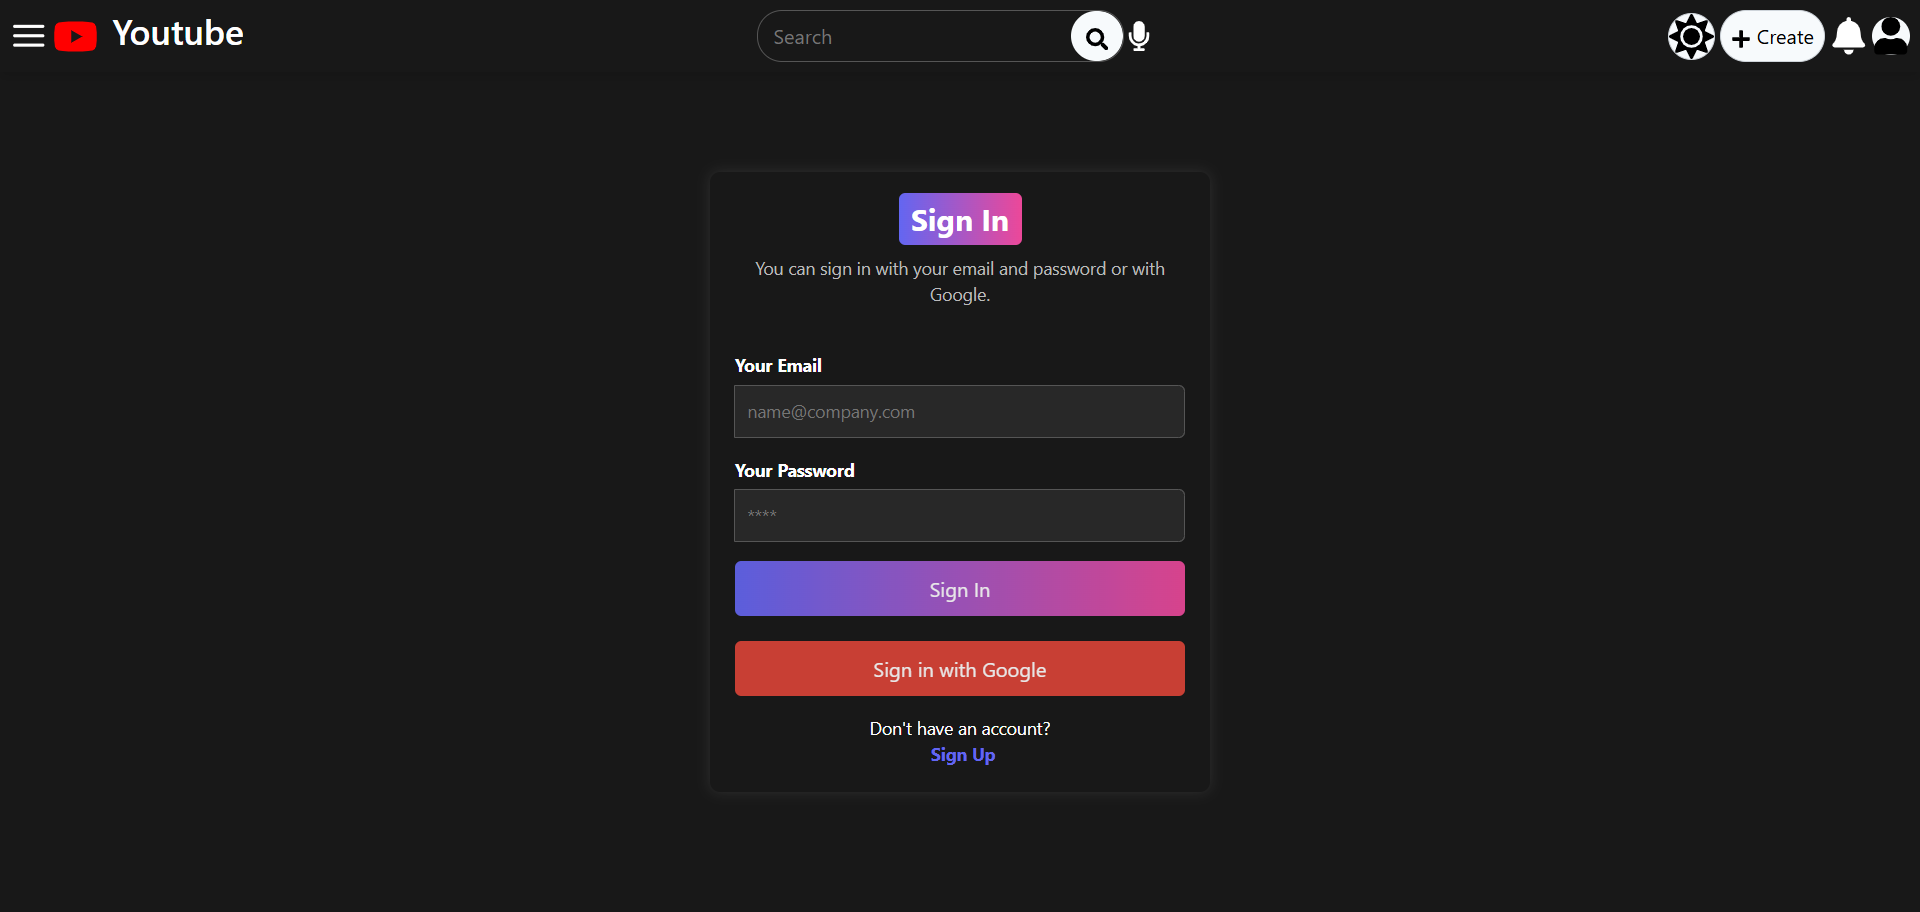 Youtube
Search
Create
Sign In
You can sign in with your email and password or with
Google.
Your Email
name@company.com
Your Password
****
Sign In
Sign in with Google
Don't have an account?
Sign Up